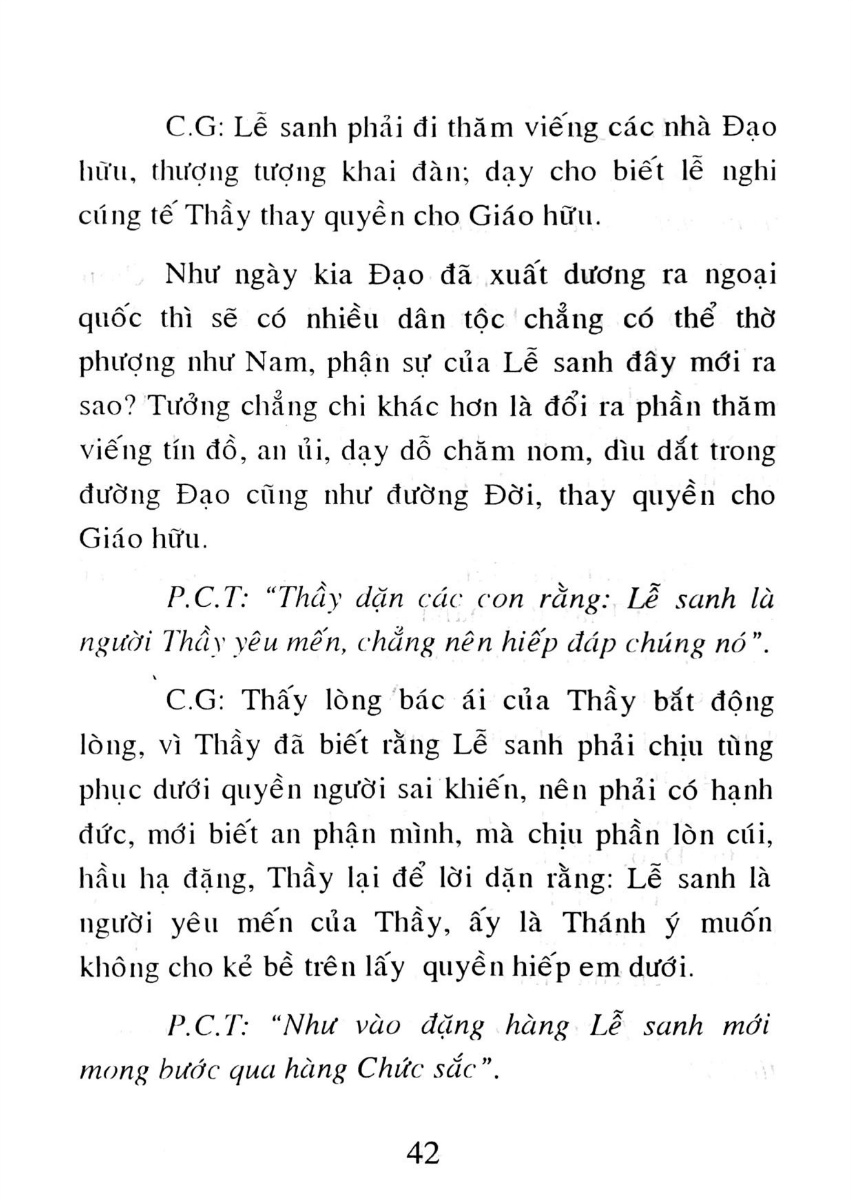 C.G: Lễ sanh phải đi thăm viếng các nhà Đạo
hữu, thượng tượng khai đàn; dạy cho biết lễ nghi
cúng tế Thầy thay quyền cho Giáo hữu.
Như ngày kia Đạo đã xuất dương ra ngoại
quốc thì sẽ có nhiều dân tộc chẳng có thể thờ
phượng như Nam, phận sự của Lễ sanh đây mới ra
sao? Tưởng chẳng chi khác hơn là đổi ra phần thăm
viếng tín đồ, an ủi, dạy dỗ chăm nom, dìu dắt trong
đường Đạo cũng như đường Đời, thay quyền cho
Giáo hữu.
P.C.T: “Thầy dặn các con rằng: Lễ sanh là
người Thầy yêu mến, chẳng nên hiếp đáp chúng nó”.
C.G: Thấy lòng bác ái của Thầy bắt động
lòng, vì Thầy đã biết rằng Lễ sanh phải chịu tùng
phục dưới quyền người sai khiến, nên phải có hạnh
đức, mới biết an phận mình, mà chịu phần lòn cúi,
hầu hạ đặng, Thầy lại để lời dặn rằng: Lễ sanh là
người yêu mến của Thầy, ấy là Thánh ý muốn
không cho kẻ bề trên lấy quyền hiếp em dưới.
P.C.T: “Như vào đặng hàng Lễ sanh mới
mong bước qua hàng Chức sắc”.
42